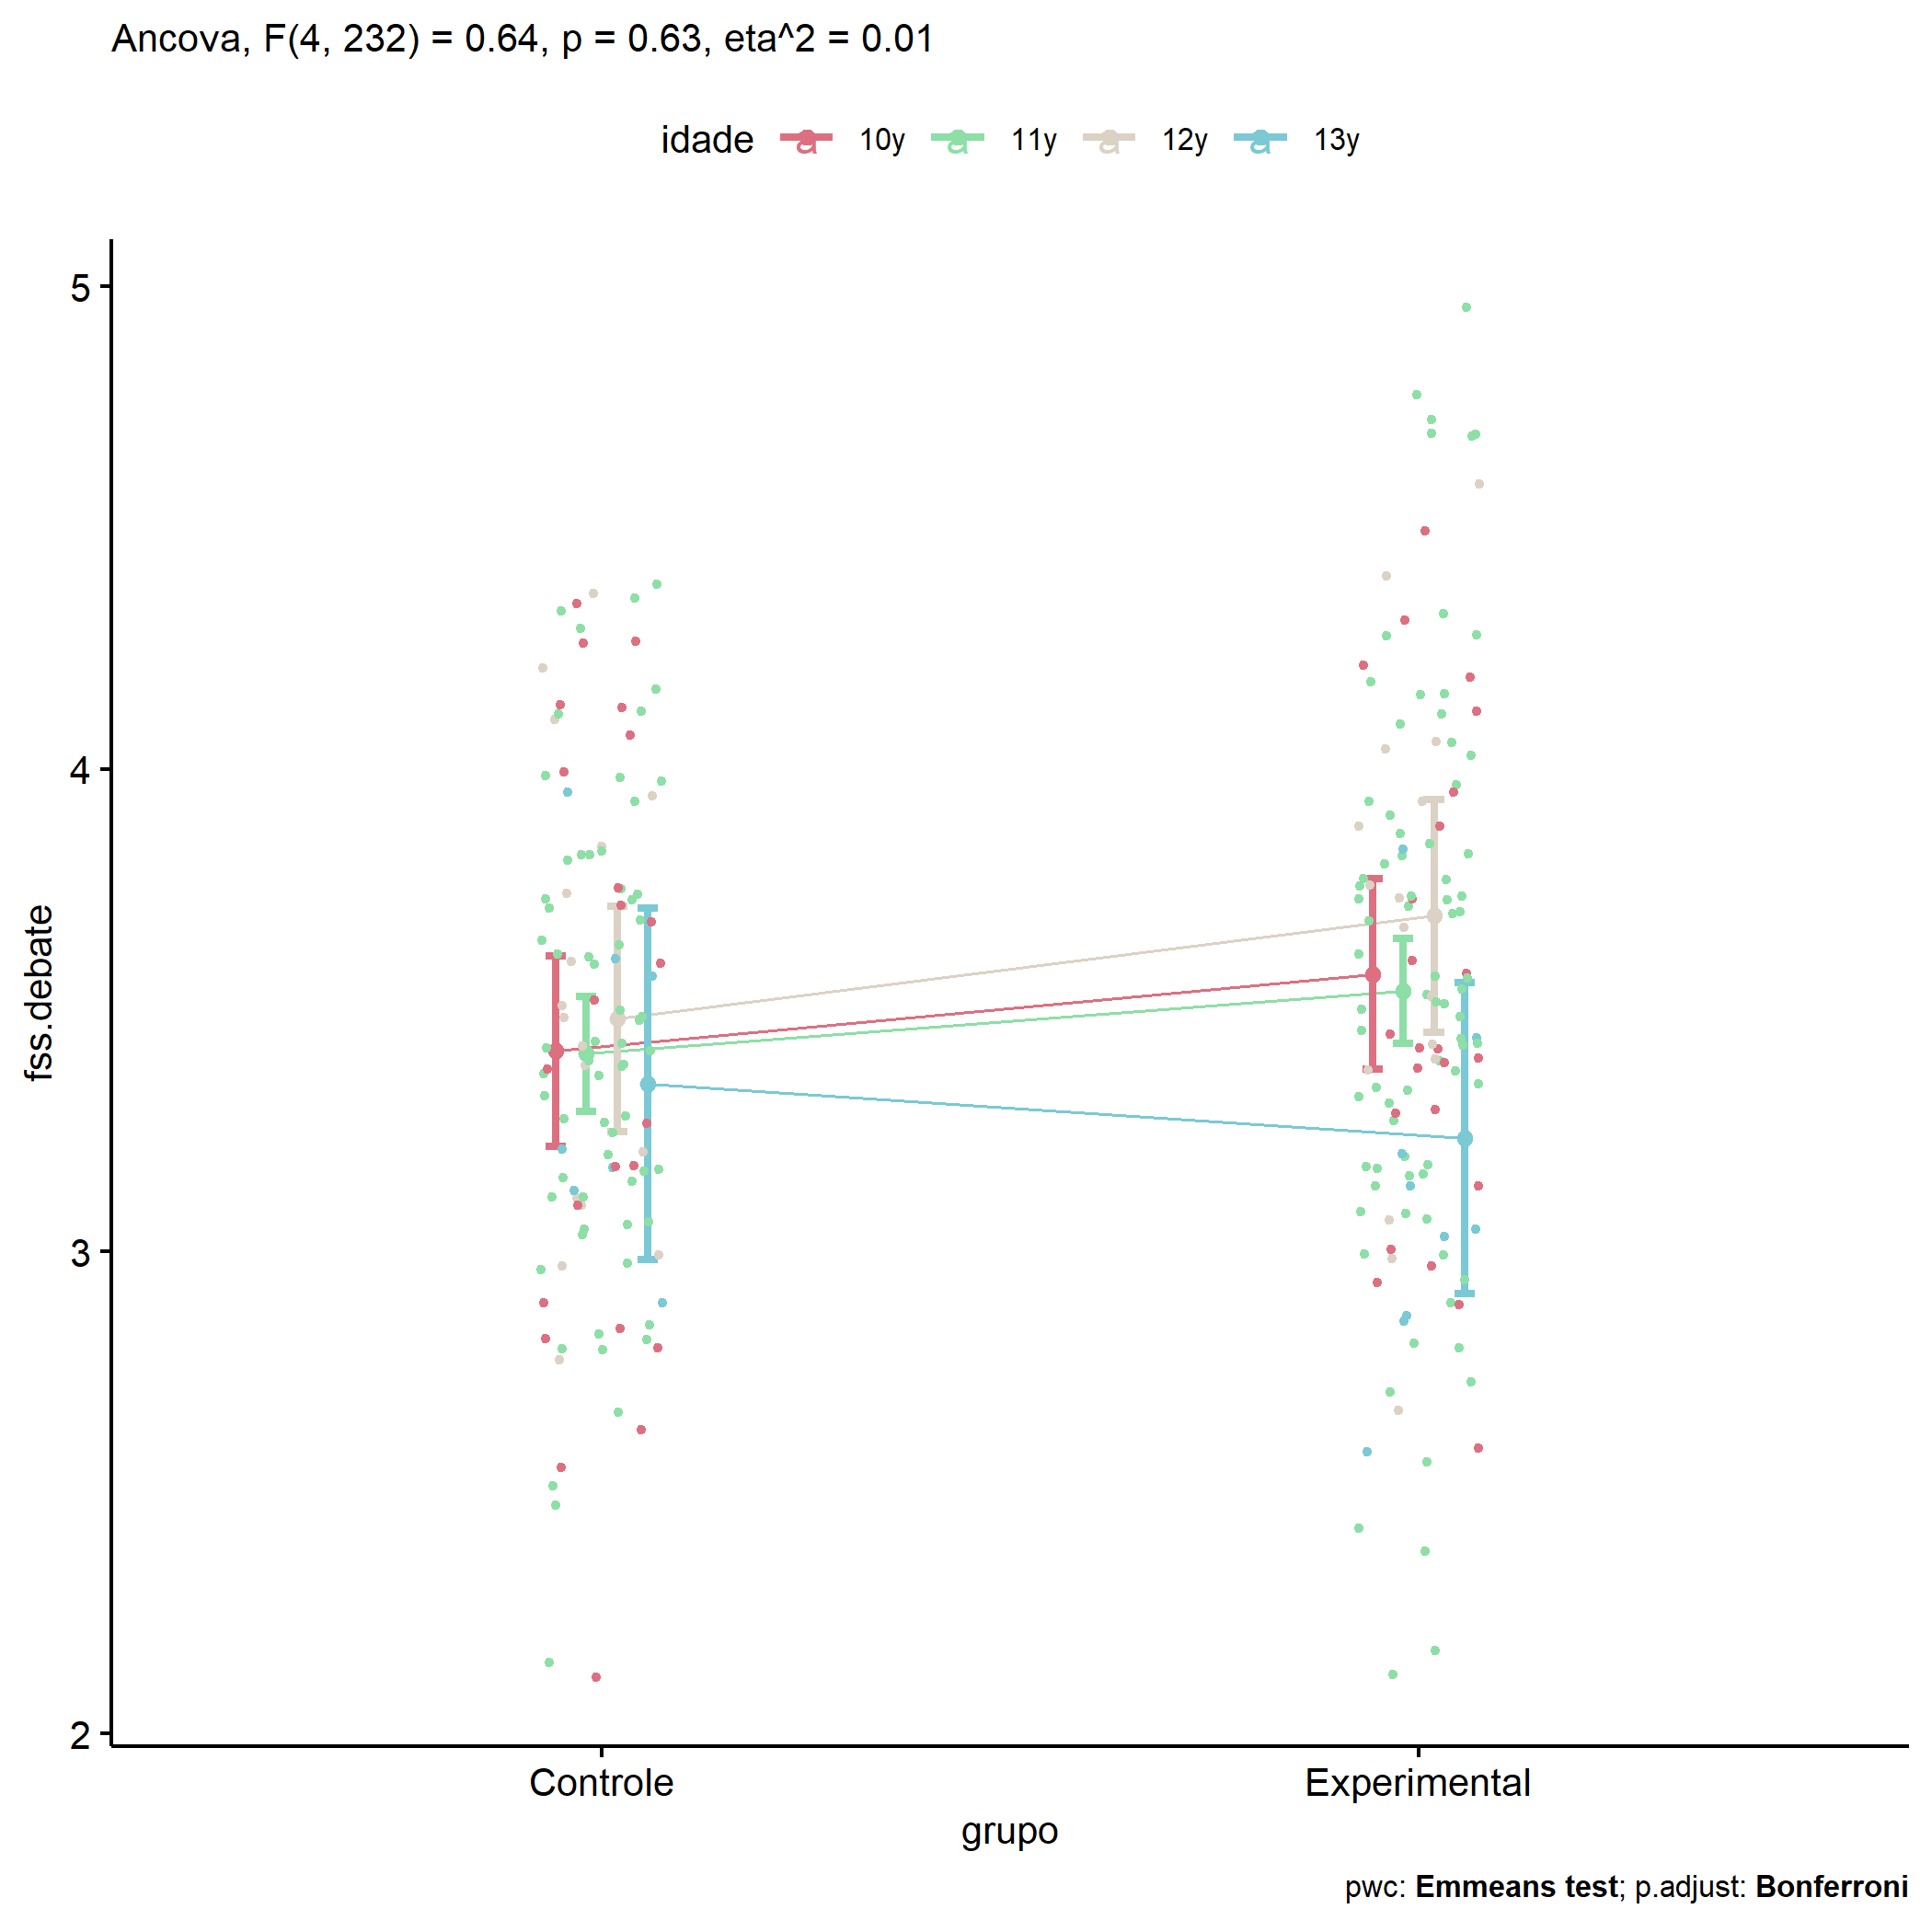 Ancova, F(4, 232) = 0.64, p = 0.63, eta^2 = 0.01
idade a 10y a 11y a 12y a 13y
5
4
3
2
fss.debate
Controle Experimental
grupo
pwc: Emmeans test; p.adjust: Bonferroni